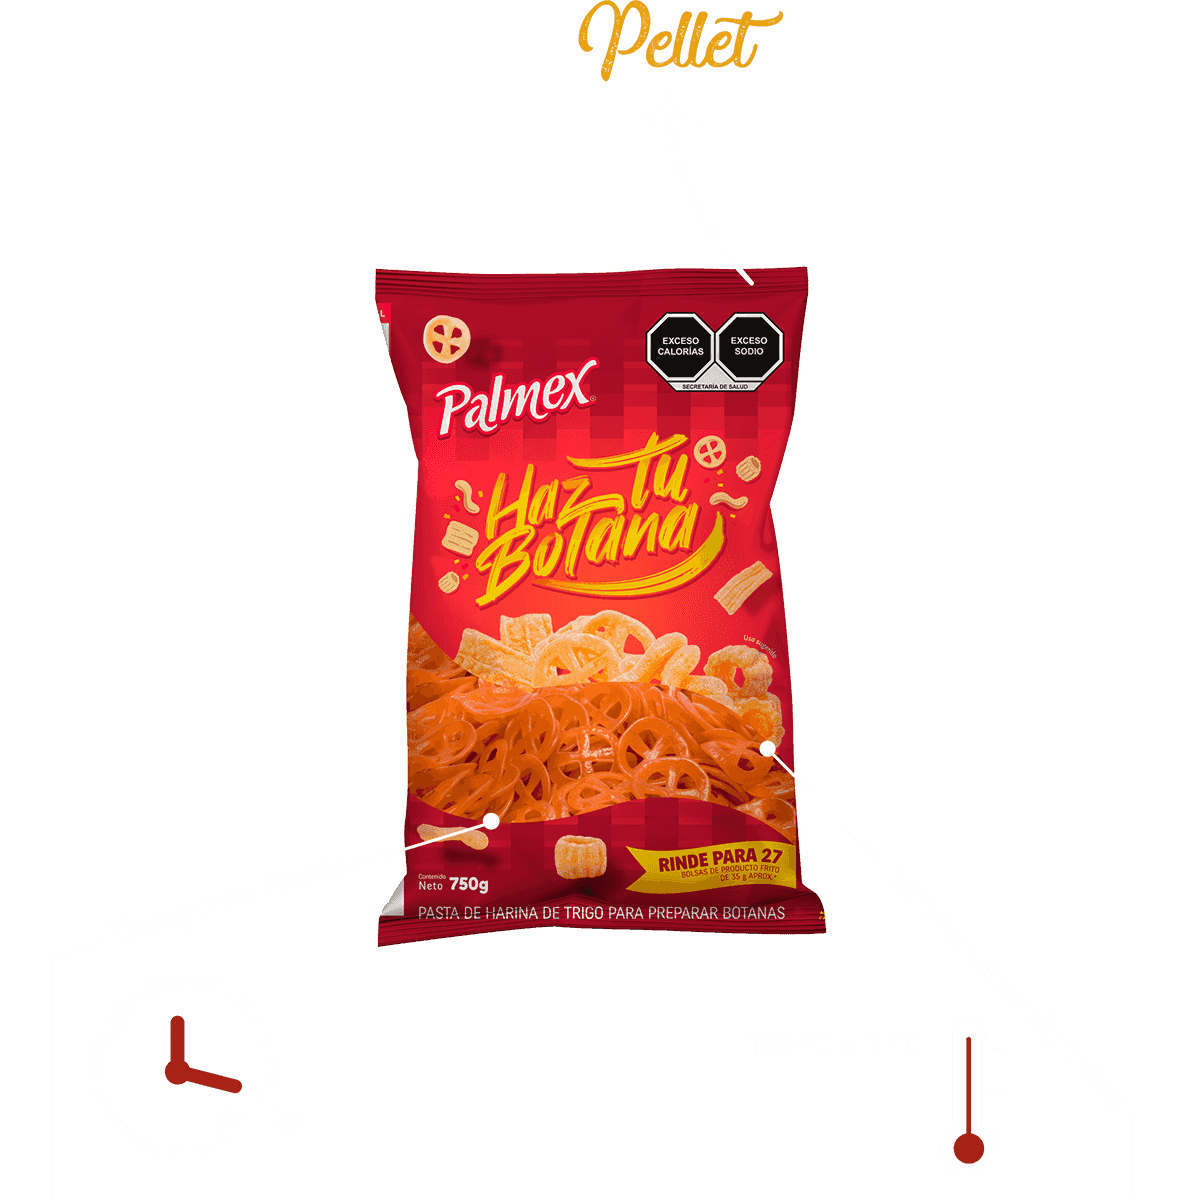 Pellet
L
EXCESO
CALORÍAS
EXCESO
SODIO
SECRETARÍA DE SALUD
Palmex®
Haz Tu
Botana
Uso sugerido
RINDE PARA 27
BOLSAS DE PRODUCTO FRITO
DE 35 g APROX.*
Contenido
Neto 750g
PASTA DE HARINA DE TRIGO PARA PREPARAR BOTANAS